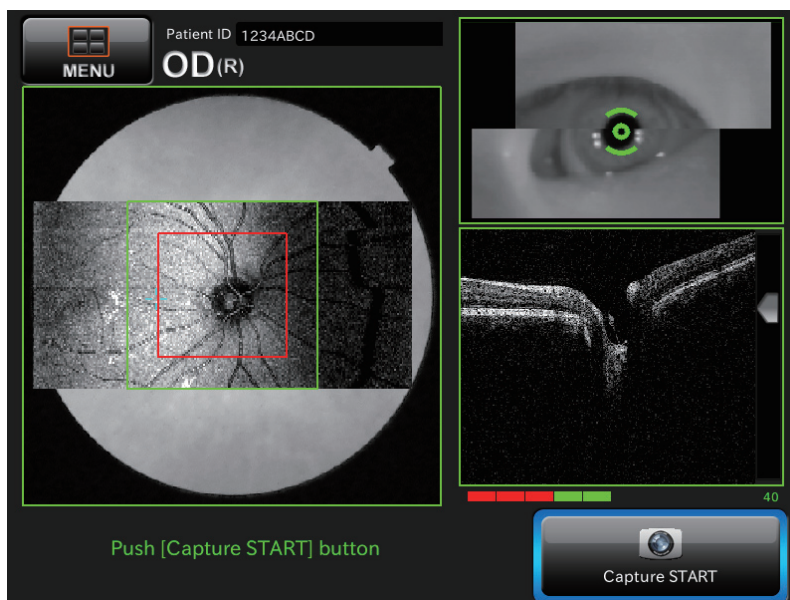 MENU
Patient ID 1234ABCD
OD(R)
40
Push [Capture START] button
Capture START